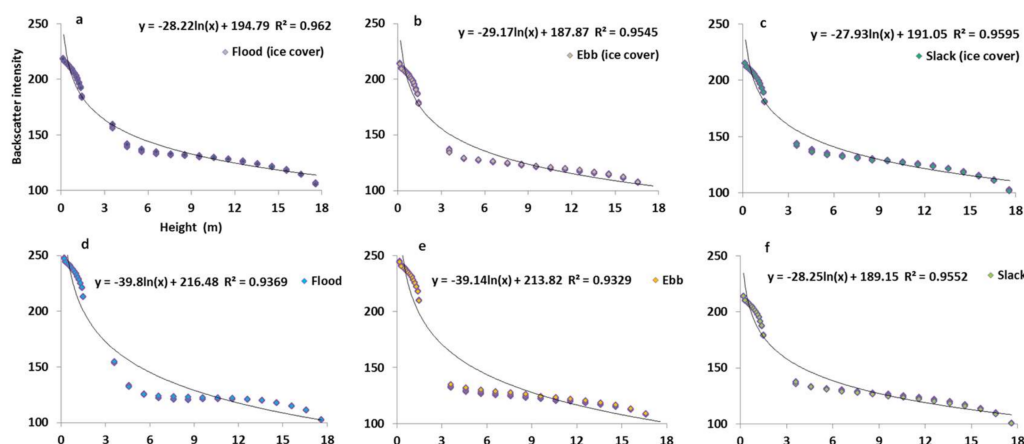 a
y = -28.22ln(x) + 194.79 R² = 0.962
Flood (ice cover)
Backscatter intensity
250
200
150
100
0 3 6 9 12 15 18
Height (m)
b
y = -29.17ln(x) + 187.87 R² = 0.9545
Ebb (ice cover)
250
200
150
100
0 3 6 9 12 15 18
c
y = -27.93ln(x) + 191.05 R² = 0.9595
Slack (ice cover)
250
200
150
100
0 3 6 9 12 15 18
d
y = -39.8ln(x) + 216.48 R² = 0.9369
Flood
250
200
150
100
0 3 6 9 12 15 18
e
y = -39.14ln(x) + 213.82 R² = 0.9329
Ebb
250
200
150
100
0 3 6 9 12 15 18
f
y = -28.25ln(x) + 189.15 R² = 0.9552
Slack
250
200
150
100
0 3 6 9 12 15 18